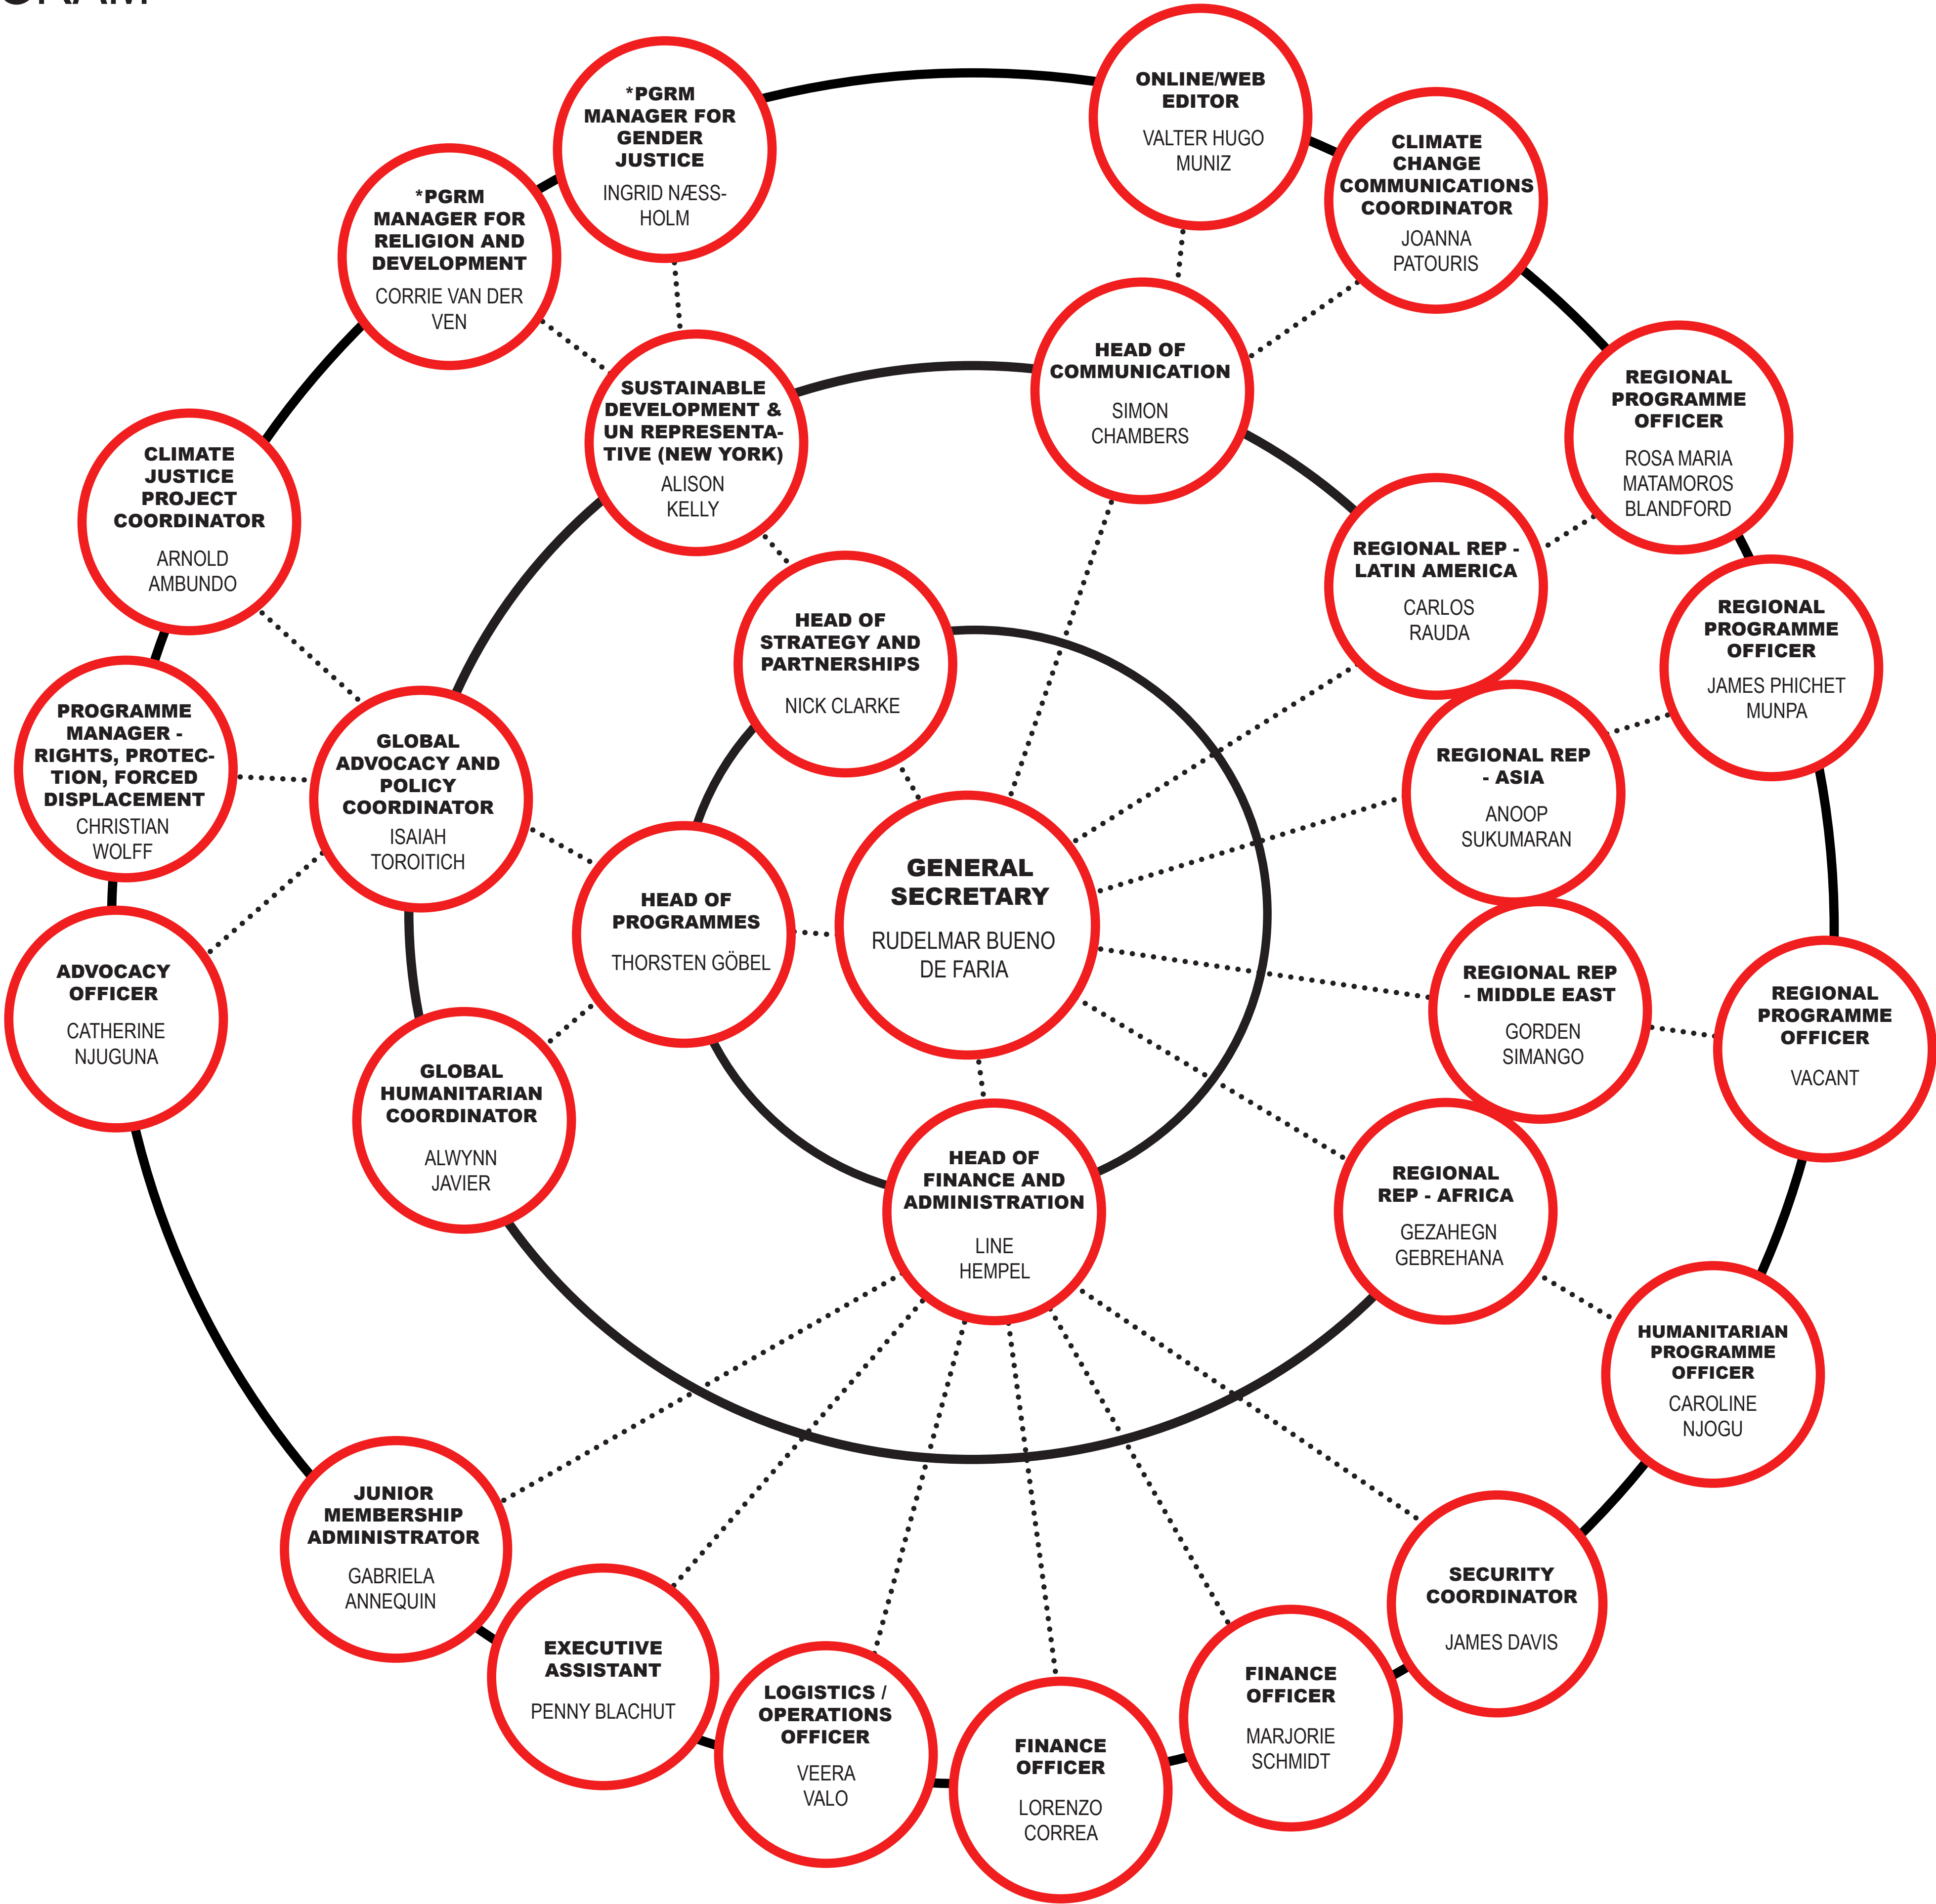 *PGRM
MANAGER FOR
GENDER
JUSTICE
INGRID NÆSS-
HOLM
ONLINE/WEB
EDITOR
VALTER HUGO
MUNIZ
CLIMATE
CHANGE
COMMUNICATIONS
COORDINATOR
JOANNA
PATOURIS
*PGRM
MANAGER FOR
RELIGION AND
DEVELOPMENT
CORRIE VAN DER
VEN
SUSTAINABLE
DEVELOPMENT &
UN REPRESENTA-
TIVE (NEW YORK)
ALISON
KELLY
HEAD OF
COMMUNICATION
SIMON
CHAMBERS
REGIONAL
PROGRAMME
OFFICER
ROSA MARIA
MATAMOROS
BLANDFORD
CLIMATE
JUSTICE
PROJECT
COORDINATOR
ARNOLD
AMBUNDO
REGIONAL REP -
LATIN AMERICA
CARLOS
RAUDA
REGIONAL
PROGRAMME
OFFICER
JAMES PHICHET
MUNPA
HEAD OF
STRATEGY AND
PARTNERSHIPS
NICK CLARKE
PROGRAMME
MANAGER -
RIGHTS, PROTEC-
TION, FORCED
DISPLACEMENT
CHRISTIAN
WOLFF
GLOBAL
ADVOCACY AND
POLICY
COORDINATOR
ISAIAH
TOROITICH
REGIONAL REP
- ASIA
ANOOP
SUKUMARAN
HEAD OF
PROGRAMMES
THORSTEN GÖBEL
GENERAL
SECRETARY
RUDELMAR BUENO
DE FARIA
ADVOCACY
OFFICER
CATHERINE
NJUGUNA
REGIONAL REP
- MIDDLE EAST
GORDEN
SIMANGO
REGIONAL
PROGRAMME
OFFICER
VACANT
GLOBAL
HUMANITARIAN
COORDINATOR
ALWYNN
JAVIER
HEAD OF
FINANCE AND
ADMINISTRATION
LINE
HEMPEL
REGIONAL
REP - AFRICA
GEZAHEGN
GEBREHANA
HUMANITARIAN
PROGRAMME
OFFICER
CAROLINE
NJOGU
JUNIOR
MEMBERSHIP
ADMINISTRATOR
GABRIELA
ANNEQUIN
EXECUTIVE
ASSISTANT
PENNY BLACHUT
LOGISTICS /
OPERATIONS
OFFICER
VEERA
VALO
FINANCE
OFFICER
LORENZO
CORREA
FINANCE
OFFICER
MARJORIE
SCHMIDT
SECURITY
COORDINATOR
JAMES DAVIS